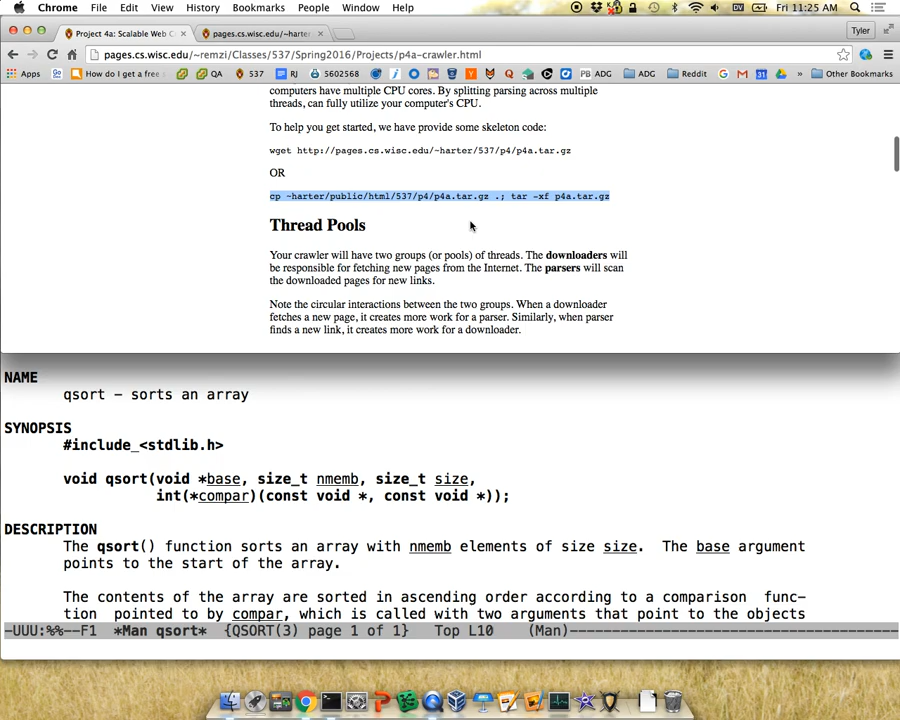 Chrome File Edit View History Bookmarks People Window Help Fri 11:25 AM
Project 4a: Scalable Web C pages.cs.wisc.edu/~harter Tyler
pages.cs.wisc.edu/~remzi/Classes/537/Spring2016/Projects/p4a-crawler.html
Apps How do I get a free 537 RJ 5602568 PB ADG ADG Reddit » Other Bookmarks
computers have multiple CPU cores. By splitting parsing across multiple
threads, can fully utilize your computer's CPU.
To help you get started, we have provide some skeleton code:
wget http://pages.cs.wisc.edu/~harter/537/p4/p4a.tar.gz
OR
cp ~harter/public/html/537/p4/p4a.tar.gz .; tar -xf p4a.tar.gz
Thread Pools
Your crawler will have two groups (or pools) of threads. The downloaders will
be responsible for fetching new pages from the Internet. The parsers will scan
the downloaded pages for new links.
Note the circular interactions between the two groups. When a downloader
fetches a new page, it creates more work for a parser. Similarly, when parser
finds a new link, it creates more work for a downloader.
NAME
qsort - sorts an array
SYNOPSIS
#include_<stdlib.h>
void qsort(void *base, size_t nmemb, size_t size,
int(*compar)(const void *, const void *));
DESCRIPTION
The qsort() function sorts an array with nmemb elements of size size. The base argument
points to the start of the array.
The contents of the array are sorted in ascending order according to a comparison func-
tion pointed to by compar, which is called with two arguments that point to the objects
-UUU:%%--F1 *Man qsort* {QSORT(3) page 1 of 1} Top L10 (Man)